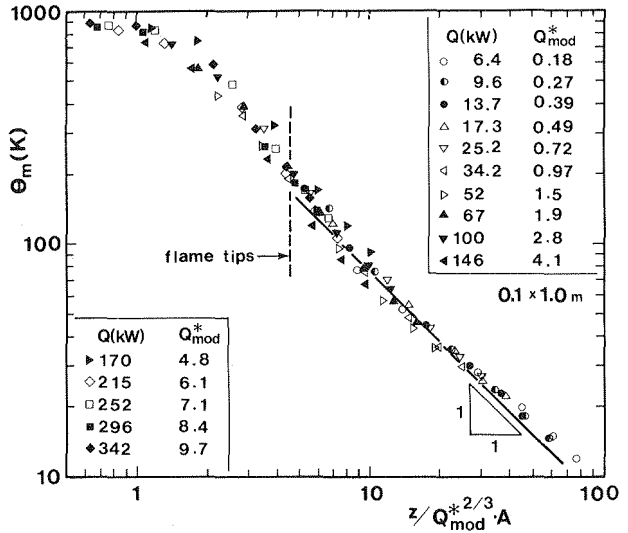 1000
100
10
Θm(K)
Q(kW) Q*mod
6.4 0.18
9.6 0.27
13.7 0.39
17.3 0.49
25.2 0.72
34.2 0.97
52 1.5
67 1.9
100 2.8
146 4.1
0.1 x 1.0 m
flame tips
Q(kW) Q*mod
170 4.8
215 6.1
252 7.1
296 8.4
342 9.7
1
1
1 10 100
z/Q*mod^2/3·A